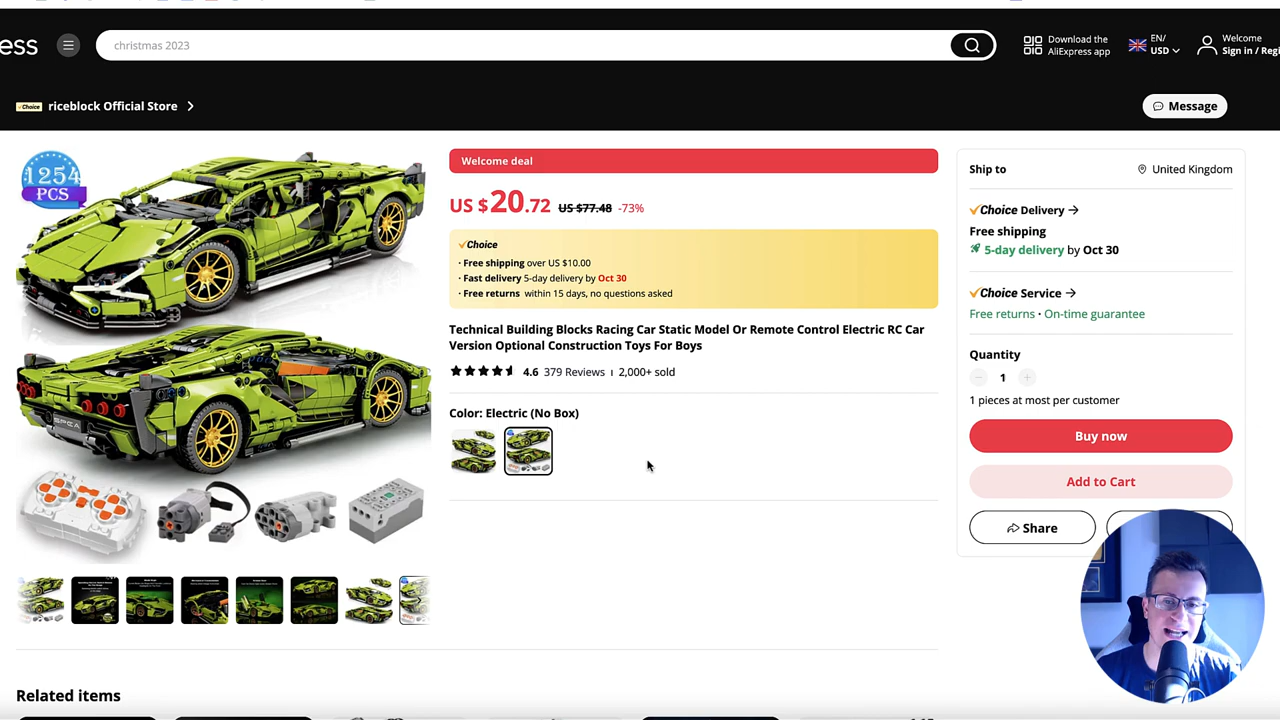 ess
christmas 2023
Download the
AliExpress app
EN/
USD
Welcome
Sign in / Regi
Choice
riceblock Official Store
Message
1254
PCS
Welcome deal
US $20.72 US $77.48 -73%
Choice
· Free shipping over US $10.00
· Fast delivery 5-day delivery by Oct 30
· Free returns within 15 days, no questions asked
Technical Building Blocks Racing Car Static Model Or Remote Control Electric RC Car
Version Optional Construction Toys For Boys
4.6 379 Reviews 2,000+ sold
Color: Electric (No Box)
Ship to
United Kingdom
Choice Delivery
Free shipping
5-day delivery by Oct 30
Choice Service
Free returns · On-time guarantee
Quantity
1
1 pieces at most per customer
Buy now
Add to Cart
Share
Related items